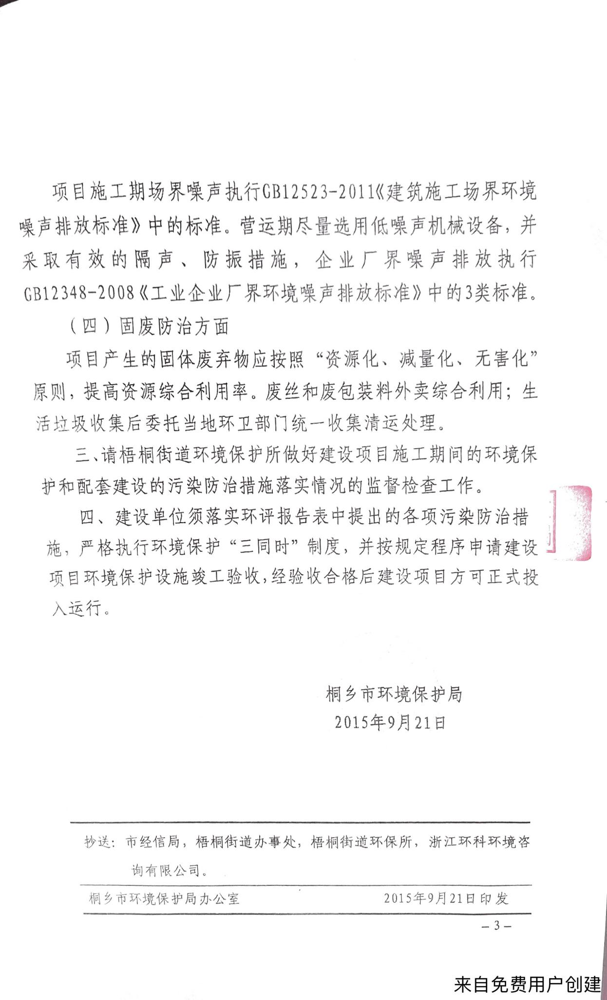 项目施工期场界噪声执行GB12523-2011《建筑施工场界环境
噪声排放标准》中的标准。营运期尽量选用低噪声机械设备，并
采取有效的隔声、防振措施，企业厂界噪声排放执行
GB12348-2008《工业企业厂界环境噪声排放标准》中的3类标准。
（四）固废防治方面
项目产生的固体废弃物应按照“资源化、减量化、无害化”
原则，提高资源综合利用率。废丝和废包装料外卖综合利用；生
活垃圾收集后委托当地环卫部门统一收集清运处理。
三、请梧桐街道环境保护所做好建设项目施工期间的环境保
护和配套建设的污染防治措施落实情况的监督检查工作。
四、建设单位须落实环评报告表中提出的各项污染防治措
施，严格执行环境保护“三同时”制度，并按规定程序申请建设
项目环境保护设施竣工验收，经验收合格后建设项目方可正式投
入运行。
桐乡市环境保护局
2015年9月21日
抄送：市经信局，梧桐街道办事处，梧桐街道环保所，浙江环科环境咨
询有限公司。
桐乡市环境保护局办公室 2015年9月21日印发
－3－
来自免费用户创建